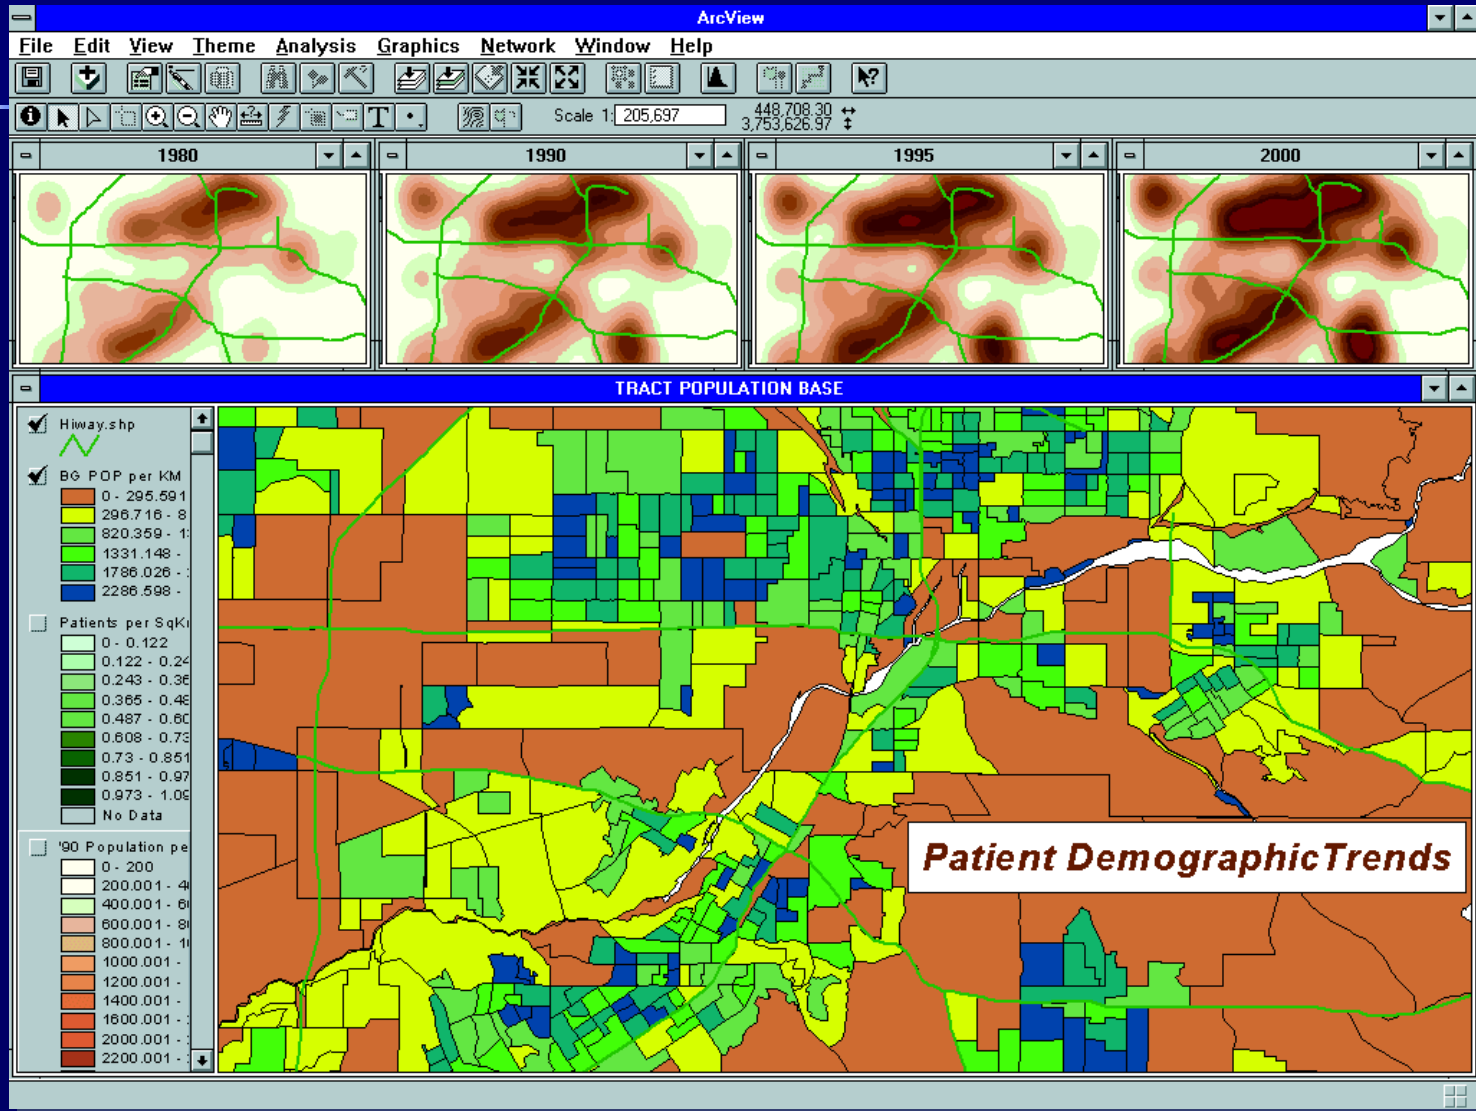 ArcView
File Edit View Theme Analysis Graphics Network Window Help
Scale 1: 205,697
448,708.30
3,753,626.97
1980
1990
1995
2000
TRACT POPULATION BASE
Hiway.shp
BG POP per KM
0 - 295.591
296.716 - 8
820.359 - 1
1331.148 -
1786.026 -
2286.598 -
Patients per SqK
0 - 0.122
0.122 - 0.24
0.243 - 0.36
0.365 - 0.48
0.487 - 0.60
0.608 - 0.73
0.73 - 0.851
0.851 - 0.97
0.973 - 1.09
No Data
'90 Population pe
0 - 200
200.001 - 4
400.001 - 6
600.001 - 8
800.001 - 1
1000.001 -
1200.001 -
1400.001 -
1600.001 -
2000.001 -
2200.001 -
Patient DemographicTrends